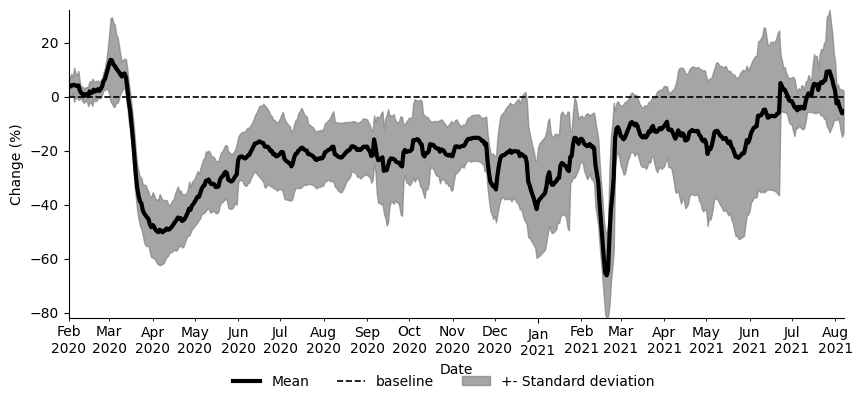 Change (%)
20
0
−20
−40
−60
−80
Feb Mar Apr May Jun Jul Aug Sep Oct Nov Dec Jan Feb Mar Apr May Jun Jul Aug
2020 2020 2020 2020 2020 2020 2020 2020 2020 2020 2020 2021 2021 2021 2021 2021 2021 2021 2021
Date
Mean baseline +- Standard deviation